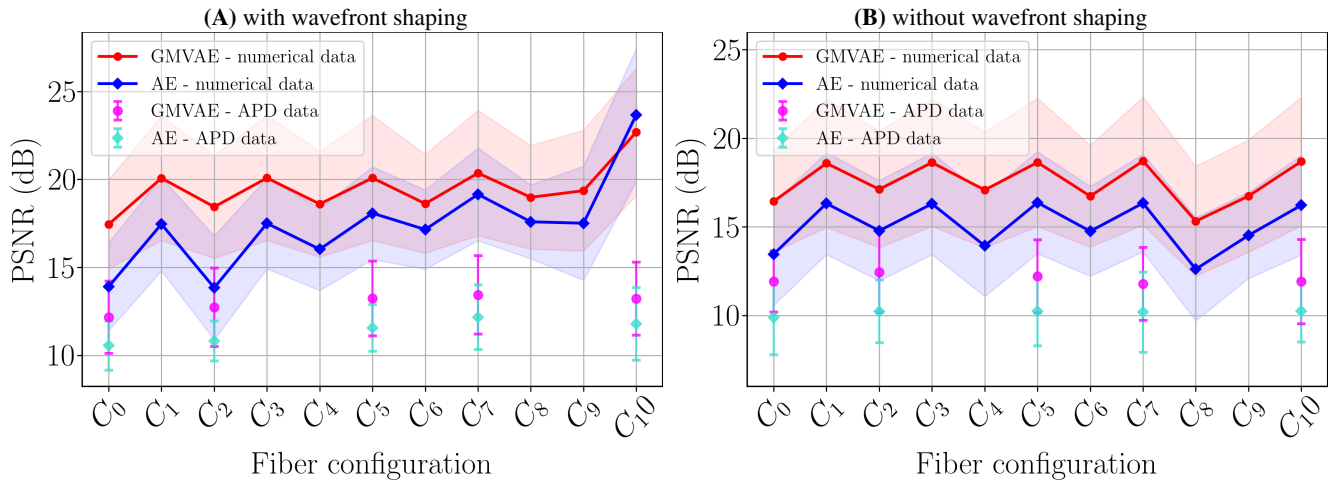 (A) with wavefront shaping
GMVAE - numerical data
AE - numerical data
GMVAE - APD data
AE - APD data
25
20
15
10
PSNR (dB)
C0 C1 C2 C3 C4 C5 C6 C7 C8 C9 C10
Fiber configuration
(B) without wavefront shaping
GMVAE - numerical data
AE - numerical data
GMVAE - APD data
AE - APD data
25
20
15
10
PSNR (dB)
C0 C1 C2 C3 C4 C5 C6 C7 C8 C9 C10
Fiber configuration